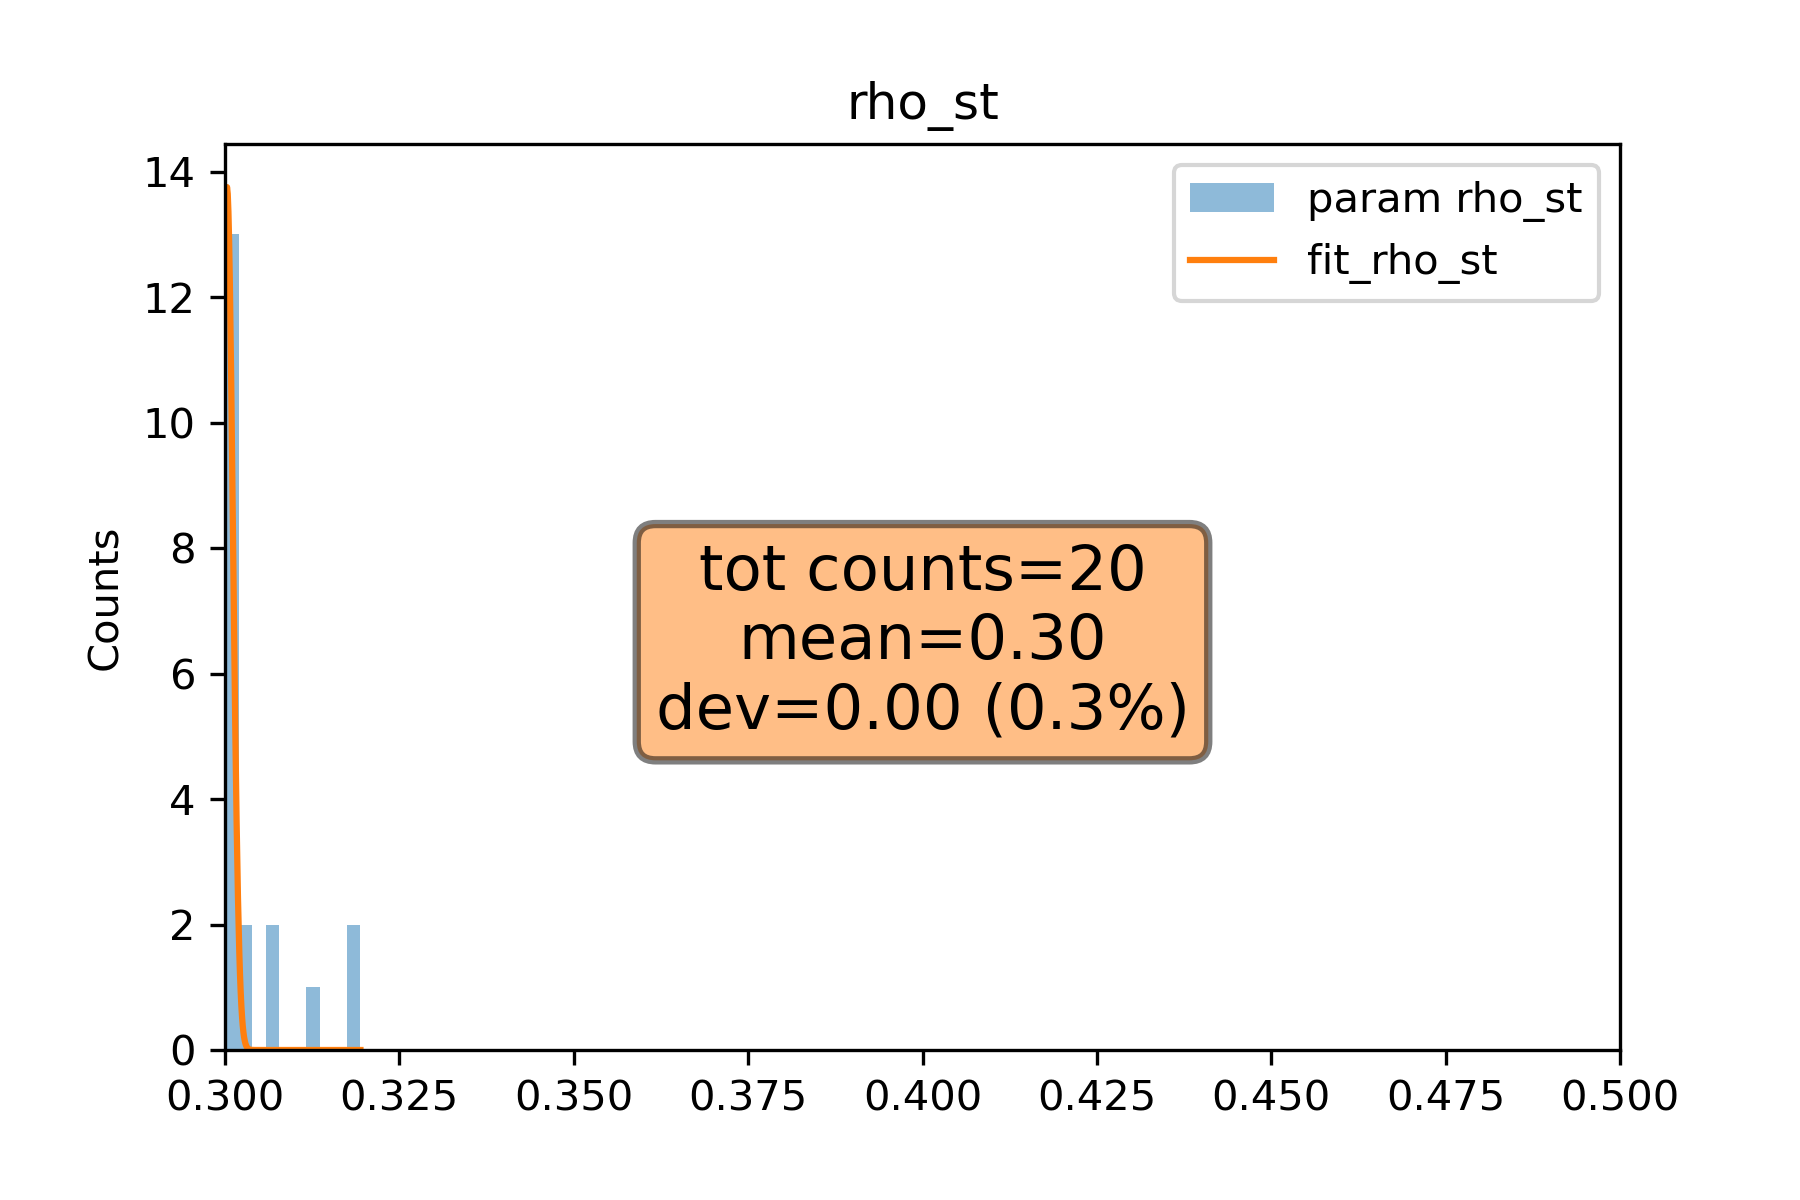 rho_st
14
12
10
8
6
4
2
0
Counts
param rho_st
fit_rho_st
tot counts=20
mean=0.30
dev=0.00 (0.3%)
0.300 0.325 0.350 0.375 0.400 0.425 0.450 0.475 0.500